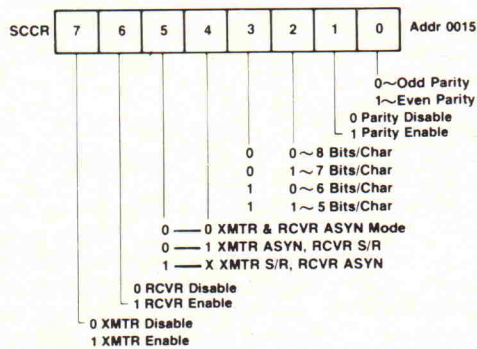 SCCR 7 6 5 4 3 2 1 0 Addr 0015
0~Odd Parity
1~Even Parity
0 Parity Disable
1 Parity Enable
0 0~8 Bits/Char
0 1~7 Bits/Char
1 0~6 Bits/Char
1 1~5 Bits/Char
0 — 0 XMTR & RCVR ASYN Mode
0 — 1 XMTR ASYN, RCVR S/R
1 — X XMTR S/R, RCVR ASYN
0 RCVR Disable
1 RCVR Enable
0 XMTR Disable
1 XMTR Enable